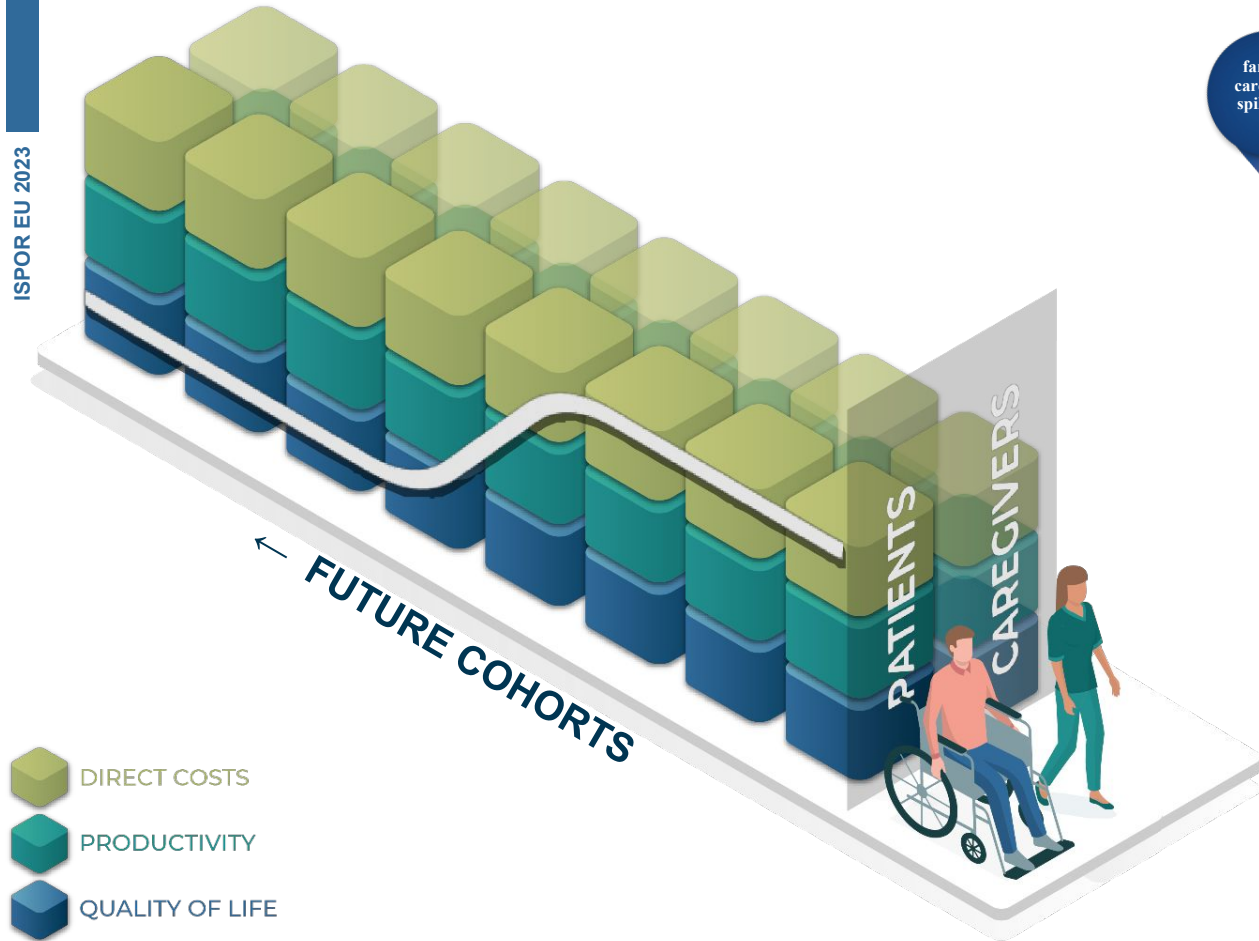 ISPOR EU 2023
PATIENTS
CAREGIVERS
← FUTURE COHORTS
DIRECT COSTS
PRODUCTIVITY
QUALITY OF LIFE